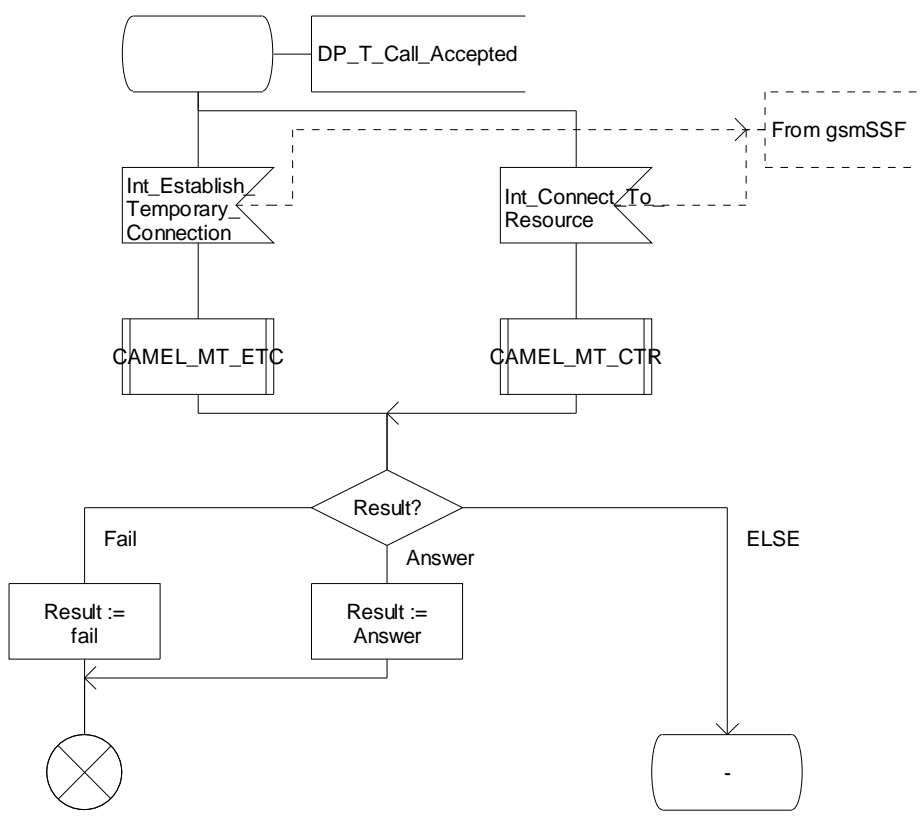 DP_T_Call_Accepted
From gsmSSF
Int_Establish_
Temporary_
Connection
Int_Connect_To_
Resource
CAMEL_MT_ETC
CAMEL_MT_CTR
Result?
Fail
Answer
ELSE
Result :=
fail
Result :=
Answer
-